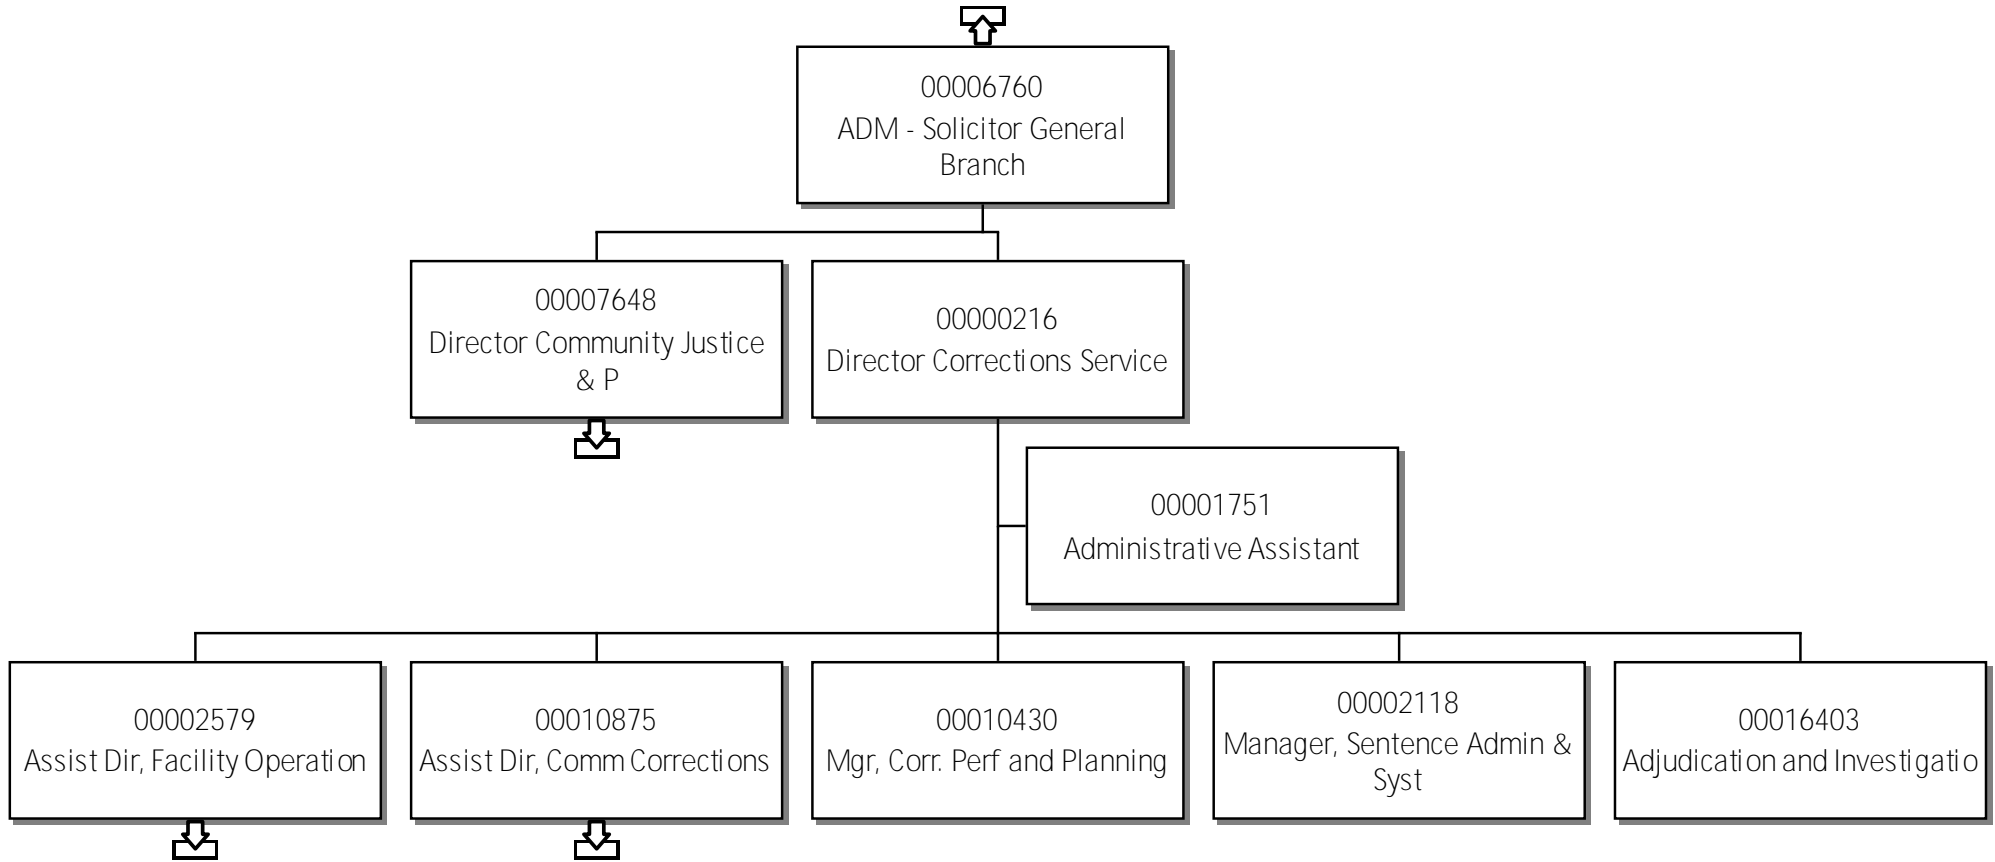 00006760
ADM - Solicitor General
Branch
00007648
Director Community Justice
& P
00000216
Director Corrections Service
00001751
Administrative Assistant
00002579
Assist Dir, Facility Operation
00010875
Assist Dir, Comm Corrections
00010430
Mgr, Corr. Perf and Planning
00002118
Manager, Sentence Admin &
Syst
00016403
Adjudication and Investigatio